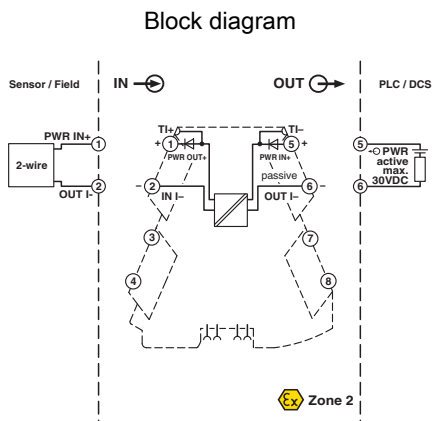 Block diagram
Sensor / Field
IN
OUT
PLC / DCS
PWR IN+
1
2-wire
2
OUT I-
TI+
+ 1
PWR OUT+
TI–
5 +
PWR IN+
passive
– 2
IN I–
6 –
OUT I–
3
4
7
8
5
PWR
active
max.
30VDC
6
εx Zone 2